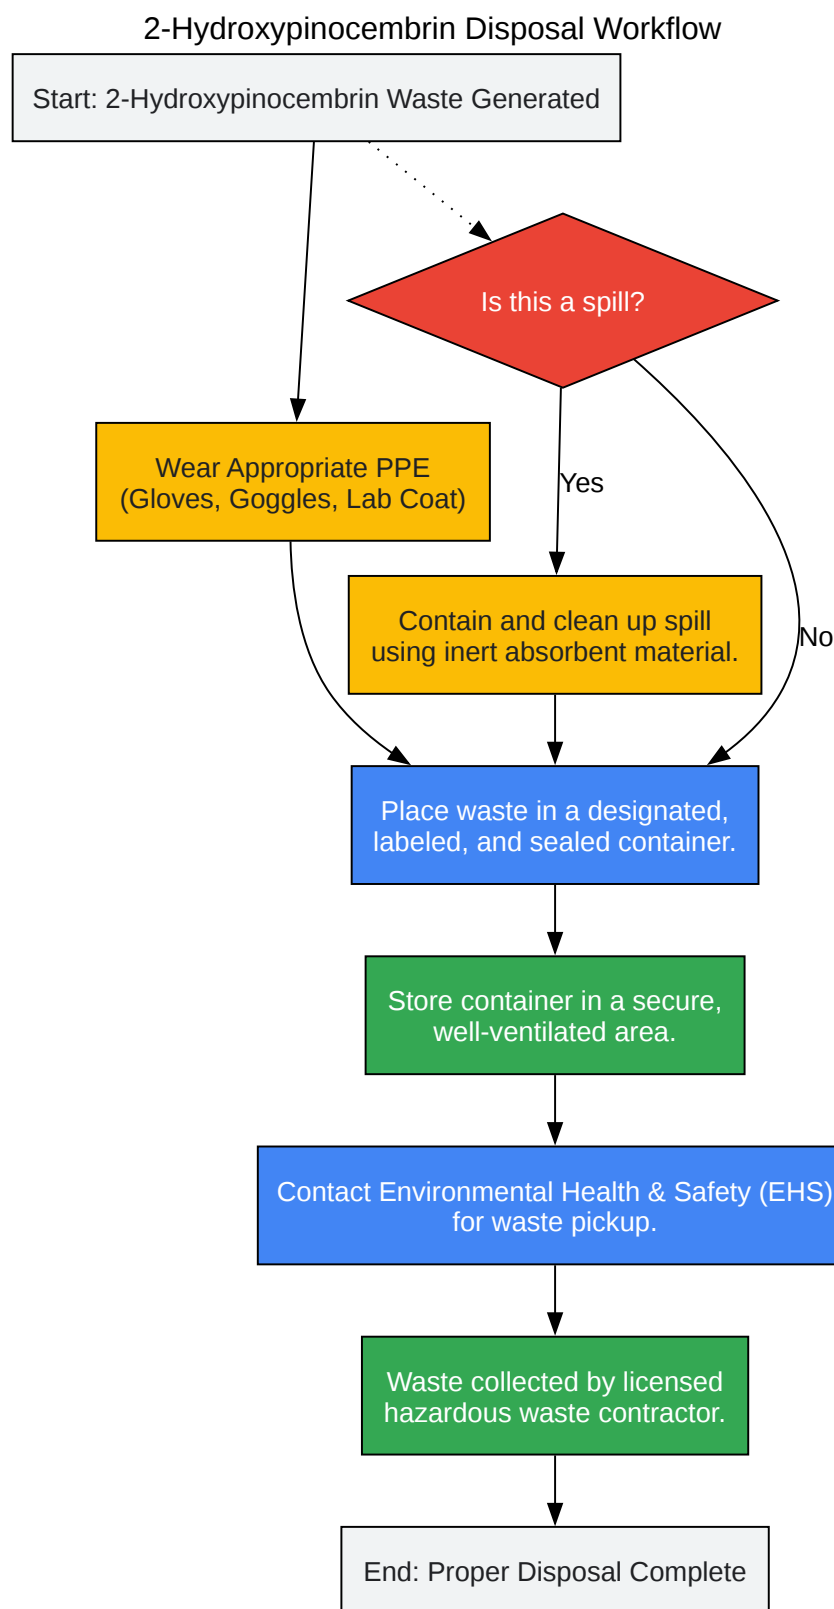 2-Hydroxypinocembrin Disposal Workflow
Start: 2-Hydroxypinocembrin Waste Generated
Is this a spill?
Wear Appropriate PPE
(Gloves, Goggles, Lab Coat)
Yes
Contain and clean up spill
using inert absorbent material.
No
Place waste in a designated,
labeled, and sealed container.
Store container in a secure,
well-ventilated area.
Contact Environmental Health & Safety (EHS)
for waste pickup.
Waste collected by licensed
hazardous waste contractor.
End: Proper Disposal Complete